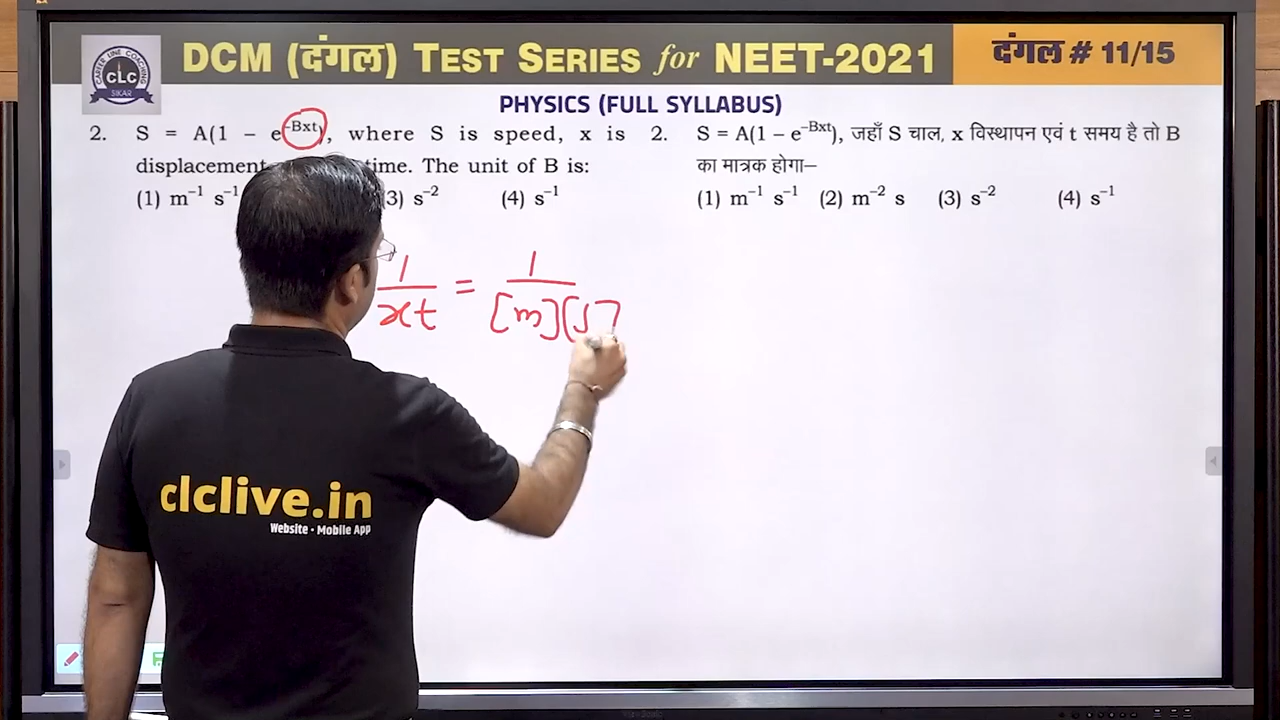 DCM (दंगल) TEST SERIES for NEET-2021
दंगल # 11/15
CAREER LINE COACHING
CLC
SIKAR
PHYSICS (FULL SYLLABUS)
2. S = A(1 – e^–Bxt), where S is speed, x is
displacement time. The unit of B is:
(1) m^–1 s^–1 (3) s^–2 (4) s^–1
2. S = A(1 – e^–Bxt), जहाँ S चाल, x विस्थापन एवं t समय है तो B
का मात्रक होगा–
(1) m^–1 s^–1 (2) m^–2 s (3) s^–2 (4) s^–1
1/xt = 1/[m][s]
clclive.in
Website • Mobile App